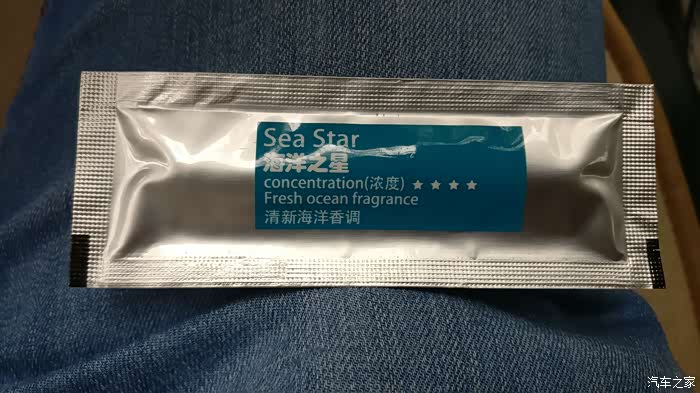 Sea Star
海洋之星
concentration(浓度) ★★★★
Fresh ocean fragrance
清新海洋香调
汽车之家